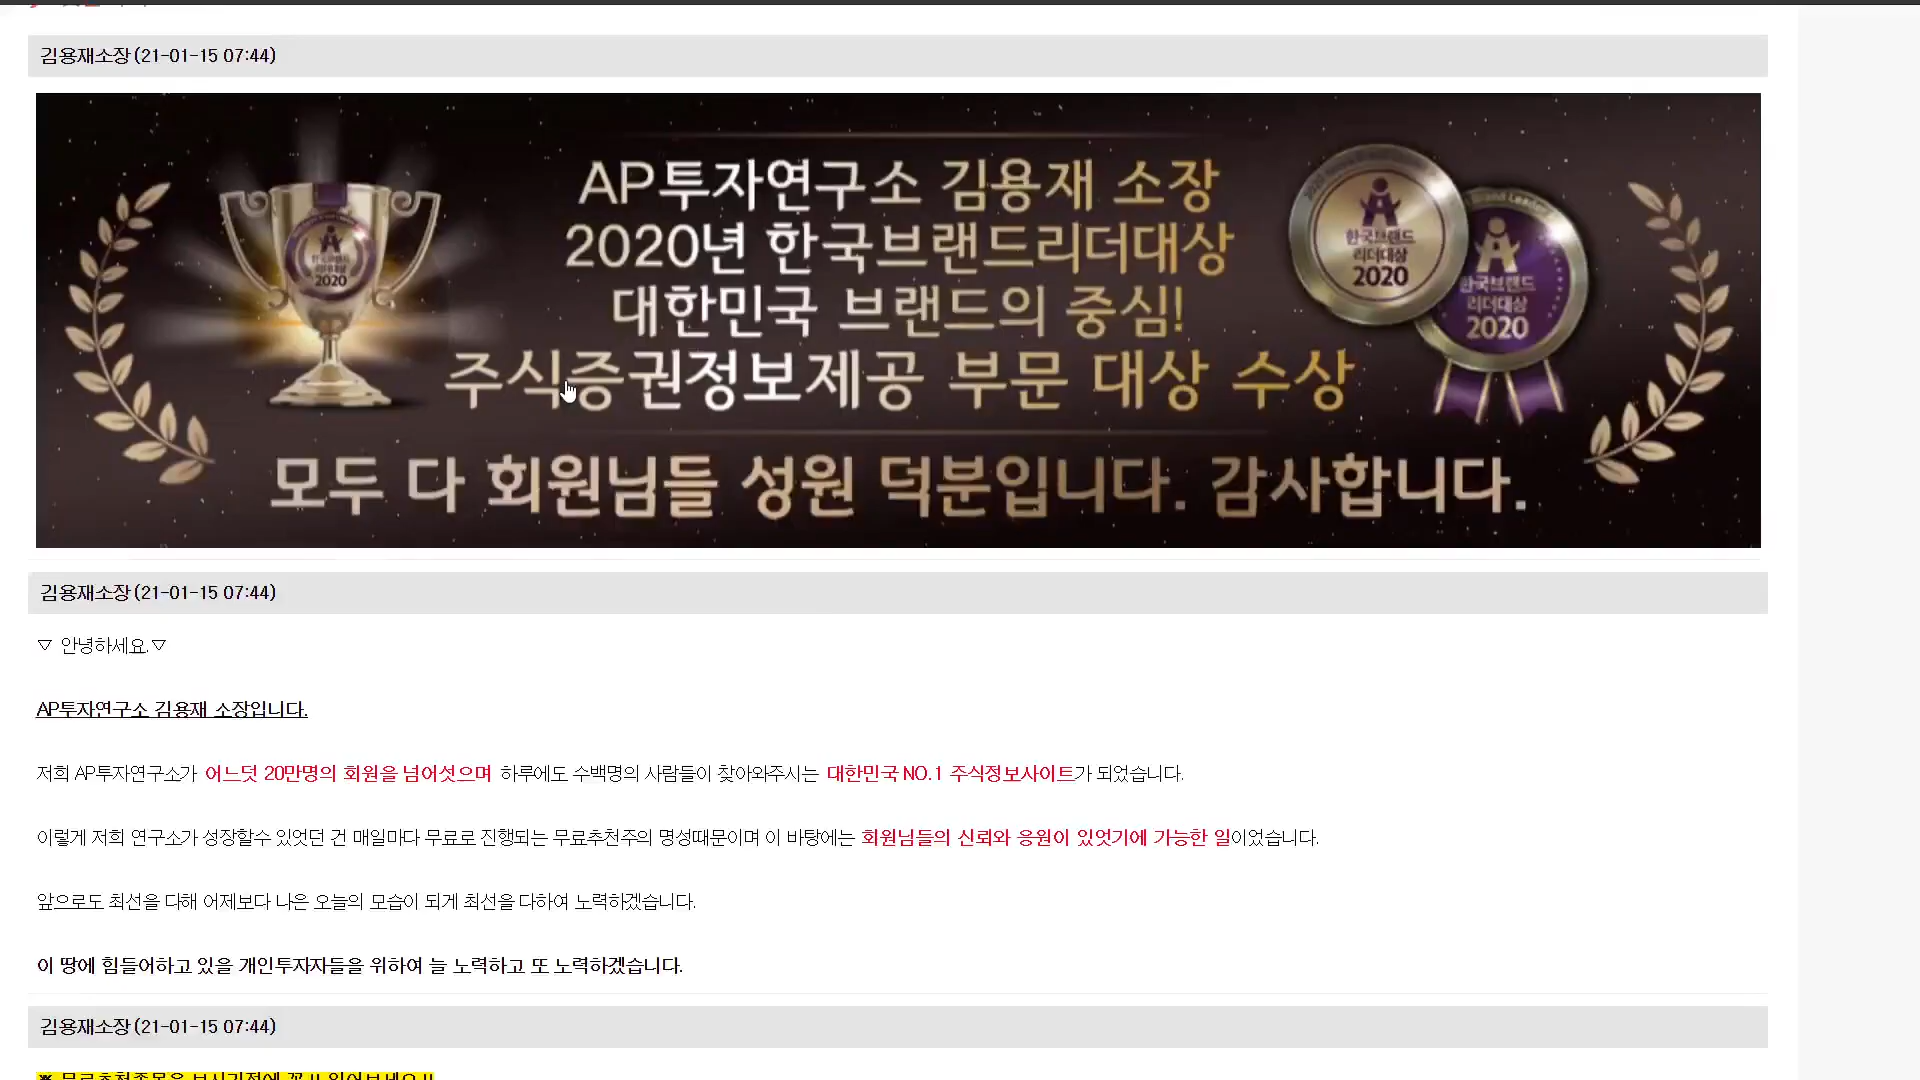 김용재소장(21-01-15 07:44)
AP투자연구소 김용재 소장
2020년 한국브랜드리더대상
대한민국 브랜드의 중심!
주식증권정보제공 부문 대상 수상
모두 다 회원님들 성원 덕분입니다. 감사합니다.
한국브랜드
리더대상
2020
한국브랜드
리더대상
2020
한국브랜드
리더대상
2020
김용재소장(21-01-15 07:44)
▽ 안녕하세요.▽
AP투자연구소 김용재 소장입니다.
저희 AP투자연구소가 어느덧 20만명의 회원을 넘어섯으며 하루에도 수백명의 사람들이 찾아와주시는 대한민국 NO.1 주식정보사이트가 되었습니다.
이렇게 저희 연구소가 성장할수 있엇던 건 매일마다 무료로 진행되는 무료추천주의 명성때문이며 이 바탕에는 회원님들의 신뢰와 응원이 있엇기에 가능한 일이었습니다.
앞으로도 최선을 다해 어제보다 나은 오늘의 모습이 되게 최선을 다하여 노력하겠습니다.
이 땅에 힘들어하고 있을 개인투자자들을 위하여 늘 노력하고 또 노력하겠습니다.
김용재소장(21-01-15 07:44)